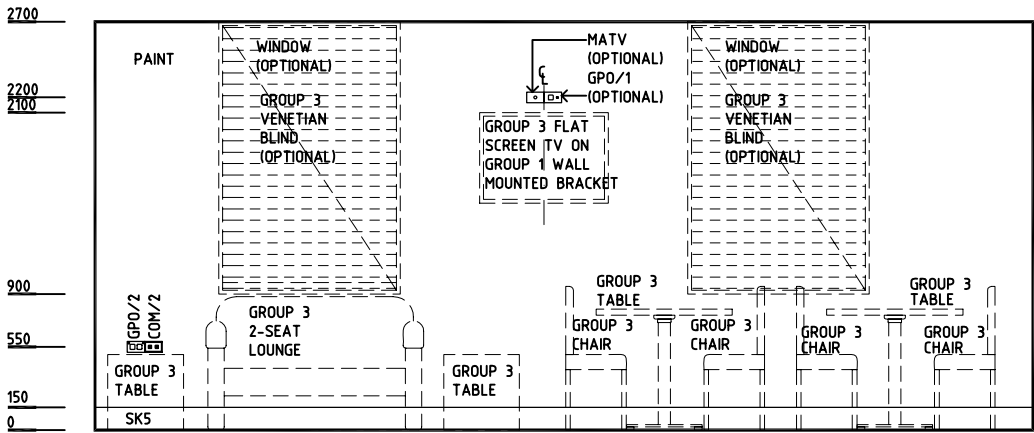 2700
2200
2100
900
550
150
0
PAINT
WINDOW
(OPTIONAL)
GROUP 3
VENETIAN
BLIND
(OPTIONAL)
MATV
(OPTIONAL)
GPO/1
(OPTIONAL)
CL
GROUP 3 FLAT
SCREEN TV ON
GROUP 1 WALL
MOUNTED BRACKET
WINDOW
(OPTIONAL)
GROUP 3
VENETIAN
BLIND
(OPTIONAL)
GPO/2
COM/2
GROUP 3
TABLE
GROUP 3
2-SEAT
LOUNGE
GROUP 3
TABLE
GROUP 3
TABLE
GROUP 3
CHAIR
GROUP 3
CHAIR
GROUP 3
TABLE
GROUP 3
CHAIR
GROUP 3
CHAIR
SK5